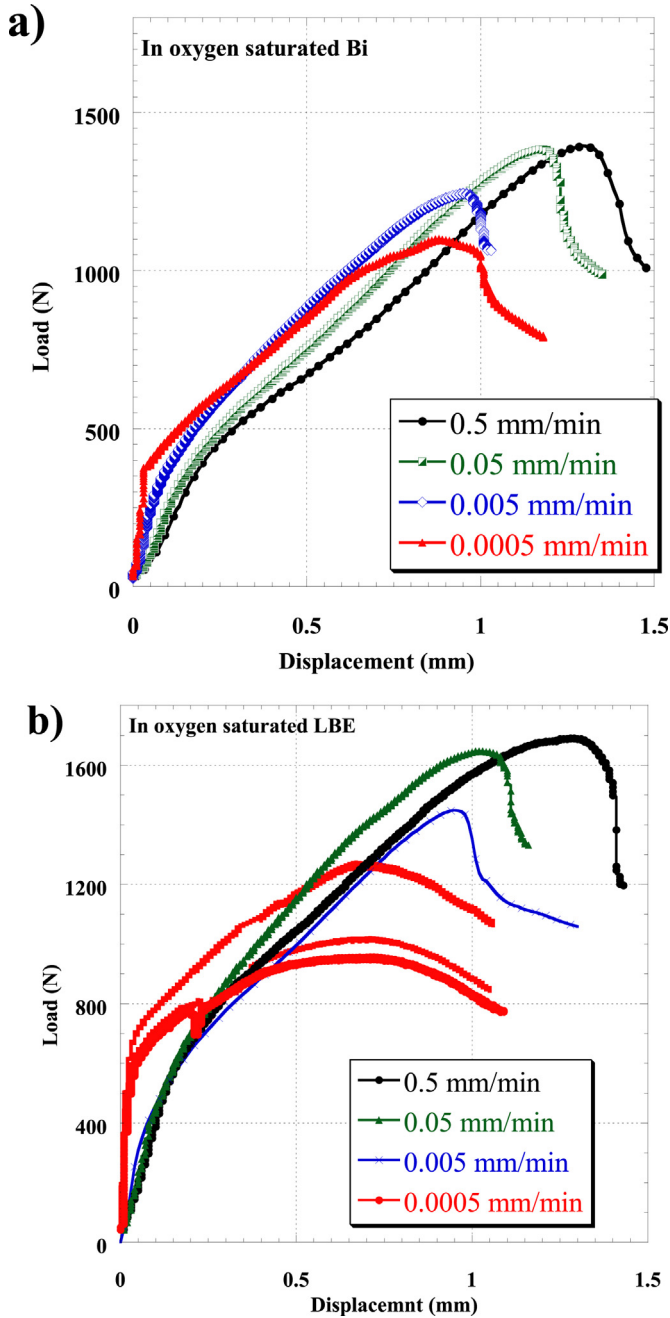 a)
In oxygen saturated Bi
1500
1000
500
0
Load (N)
0.5 mm/min
0.05 mm/min
0.005 mm/min
0.0005 mm/min
0 0.5 1 1.5
Displacement (mm)
b)
In oxygen saturated LBE
1600
1200
800
400
0
Load (N)
0.5 mm/min
0.05 mm/min
0.005 mm/min
0.0005 mm/min
0 0.5 1 1.5
Displacemnt (mm)